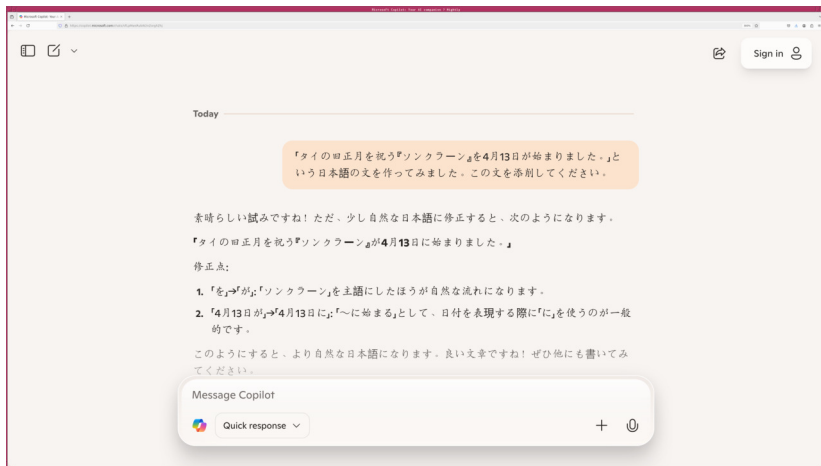 Microsoft Copilot: Your AI companion | Nightly
Sign in
Today
「タイの旧正月を祝う『ソンクラーン』を4月13日が始まりました。」と
いう日本語の文を作ってみました。この文を添削してください。
素晴らしい試みですね! ただ、少し自然な日本語に修正すると、次のようになります。
「タイの旧正月を祝う『ソンクラーン』が4月13日に始まりました。」
修正点:
1. 「を」→「が」: 「ソンクラーン」を主語にしたほうが自然な流れになります。
2. 「4月13日が」→「4月13日に」: 「～に始まる」として、日付を表現する際に「に」を使うのが一般
的です。
このようにすると、より自然な日本語になります。良い文章ですね! ぜひ他にも書いてみ
てください。
Message Copilot
Quick response